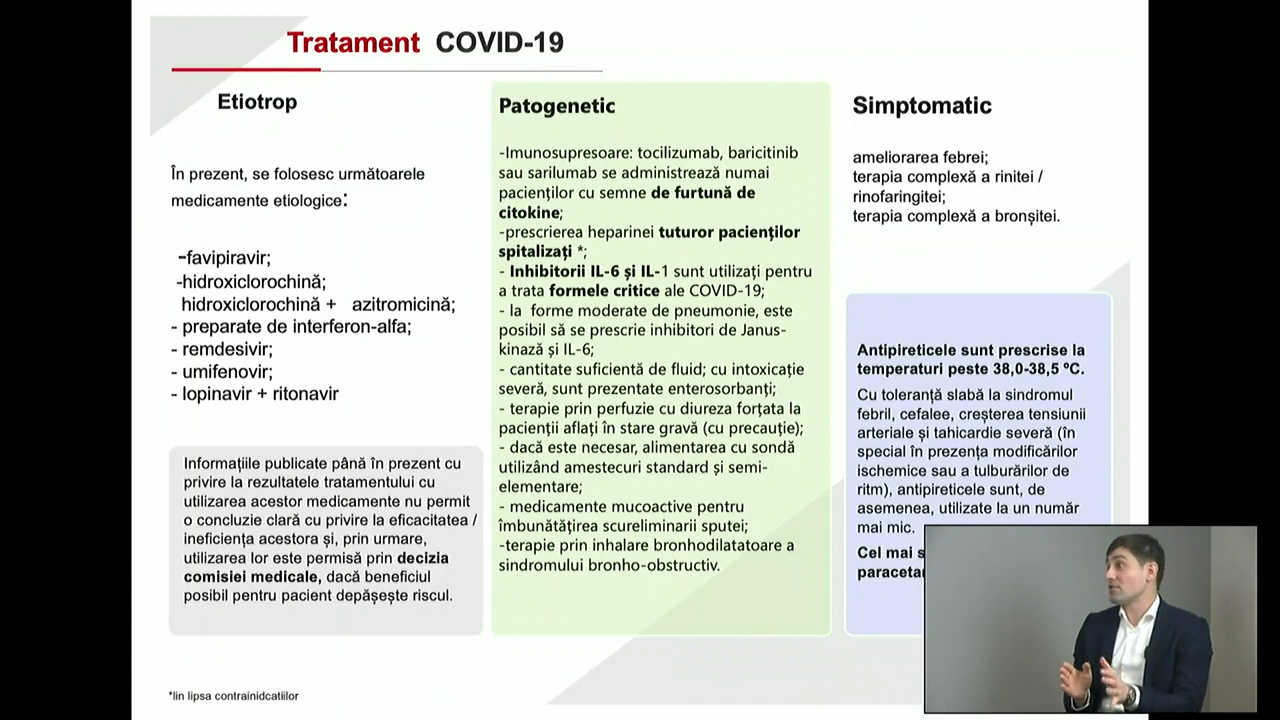 Tratament COVID-19
Etiotrop
În prezent, se folosesc următoarele
medicamente etiologice:
-favipiravir;
-hidroxiclorochină;
hidroxiclorochină + azitromicină;
- preparate de interferon-alfa;
- remdesivir;
- umifenovir;
- lopinavir + ritonavir
Informațiile publicate până în prezent cu
privire la rezultatele tratamentului cu
utilizarea acestor medicamente nu permit
o concluzie clară cu privire la eficacitatea /
ineficiența acestora și, prin urmare,
utilizarea lor este permisă prin decizia
comisiei medicale, dacă beneficiul
posibil pentru pacient depășește riscul.
*Iin lipsa contrainidcatiilor
Patogenetic
-Imunosupresoare: tocilizumab, baricitinib
sau sarilumab se administrează numai
pacienților cu semne de furtună de
citokine;
-prescrierea heparinei tuturor pacienților
spitalizați *;
- Inhibitorii IL-6 și IL-1 sunt utilizați pentru
a trata formele critice ale COVID-19;
- la forme moderate de pneumonie, este
posibil să se prescrie inhibitori de Janus-
kinază și IL-6;
- cantitate suficientă de fluid; cu intoxicație
severă, sunt prezentate enterosorbanți;
- terapie prin perfuzie cu diureza forțata la
pacienții aflați în stare gravă (cu precauție);
- dacă este necesar, alimentarea cu sondă
utilizând amestecuri standard și semi-
elementare;
- medicamente mucoactive pentru
îmbunătățirea scureliminarii sputei;
-terapie prin inhalare bronhodilatatoare a
sindromului bronho-obstructiv.
Simptomatic
ameliorarea febrei;
terapia complexă a rinitei /
rinofaringitei;
terapia complexă a bronșitei.
Antipireticele sunt prescrise la
temperaturi peste 38,0-38,5 ºC.
Cu toleranță slabă la sindromul
febril, cefalee, creșterea tensiunii
arteriale și tahicardie severă (în
special în prezența modificărilor
ischemice sau a tulburărilor de
ritm), antipireticele sunt, de
asemenea, utilizate la un număr
mai mic.
Cel mai